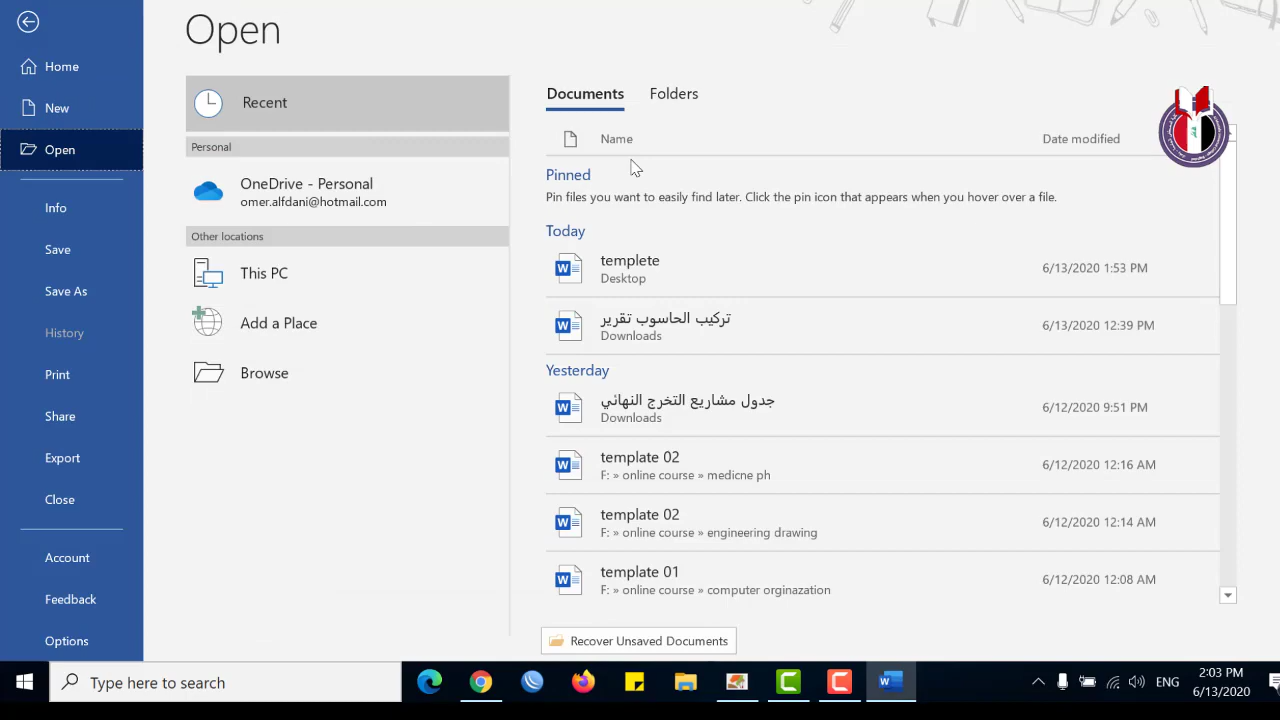 Open
Home
New
Open
Info
Save
Save As
History
Print
Share
Export
Close
Account
Feedback
Options
Recent
Personal
OneDrive - Personal
omer.alfdani@hotmail.com
Other locations
This PC
Add a Place
Browse
Documents Folders
Name Date modified
Pinned
Pin files you want to easily find later. Click the pin icon that appears when you hover over a file.
Today
templete 6/13/2020 1:53 PM
Desktop
تركيب الحاسوب تقرير 6/13/2020 12:39 PM
Downloads
Yesterday
جدول مشاريع التخرج النهائي 6/12/2020 9:51 PM
Downloads
template 02 6/12/2020 12:16 AM
F: » online course » medicne ph
template 02 6/12/2020 12:14 AM
F: » online course » engineering drawing
template 01 6/12/2020 12:08 AM
F: » online course » computer orginazation
Recover Unsaved Documents
Type here to search
ENG
2:03 PM
6/13/2020